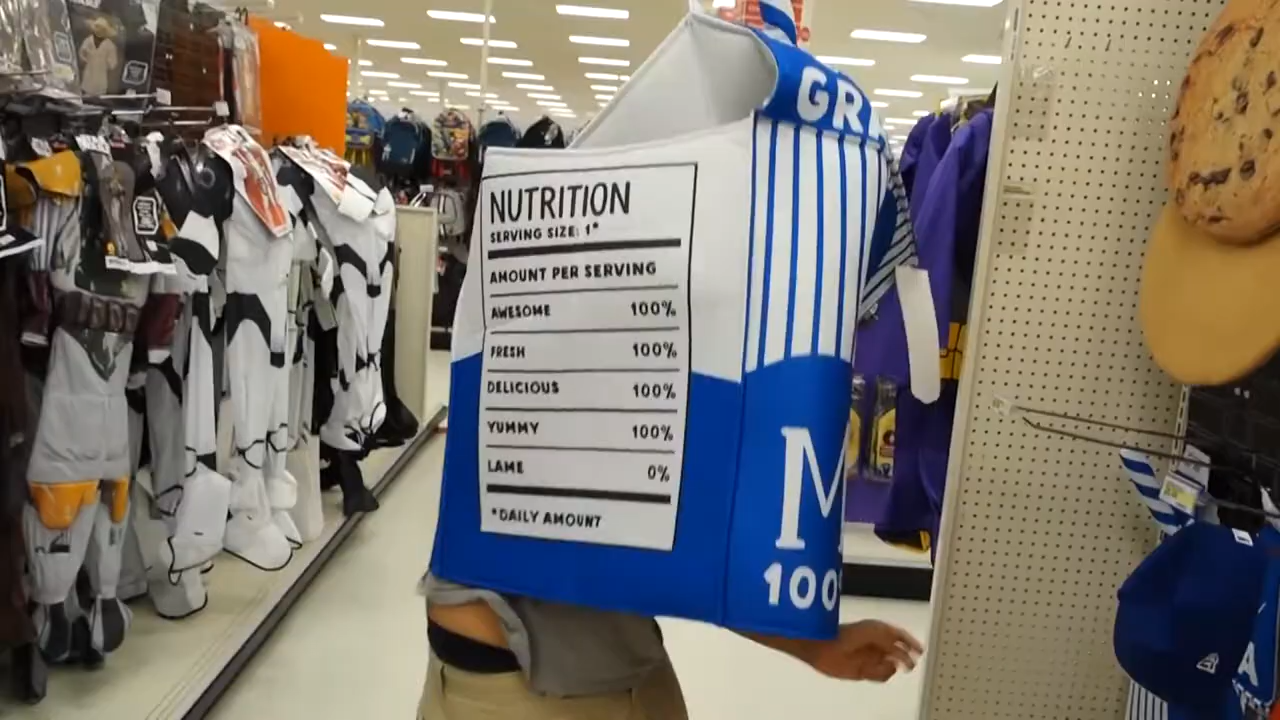 GRA
NUTRITION
SERVING SIZE: 1*
AMOUNT PER SERVING
AWESOME 100%
FRESH 100%
DELICIOUS 100%
YUMMY 100%
LAME 0%
*DAILY AMOUNT
M
100%